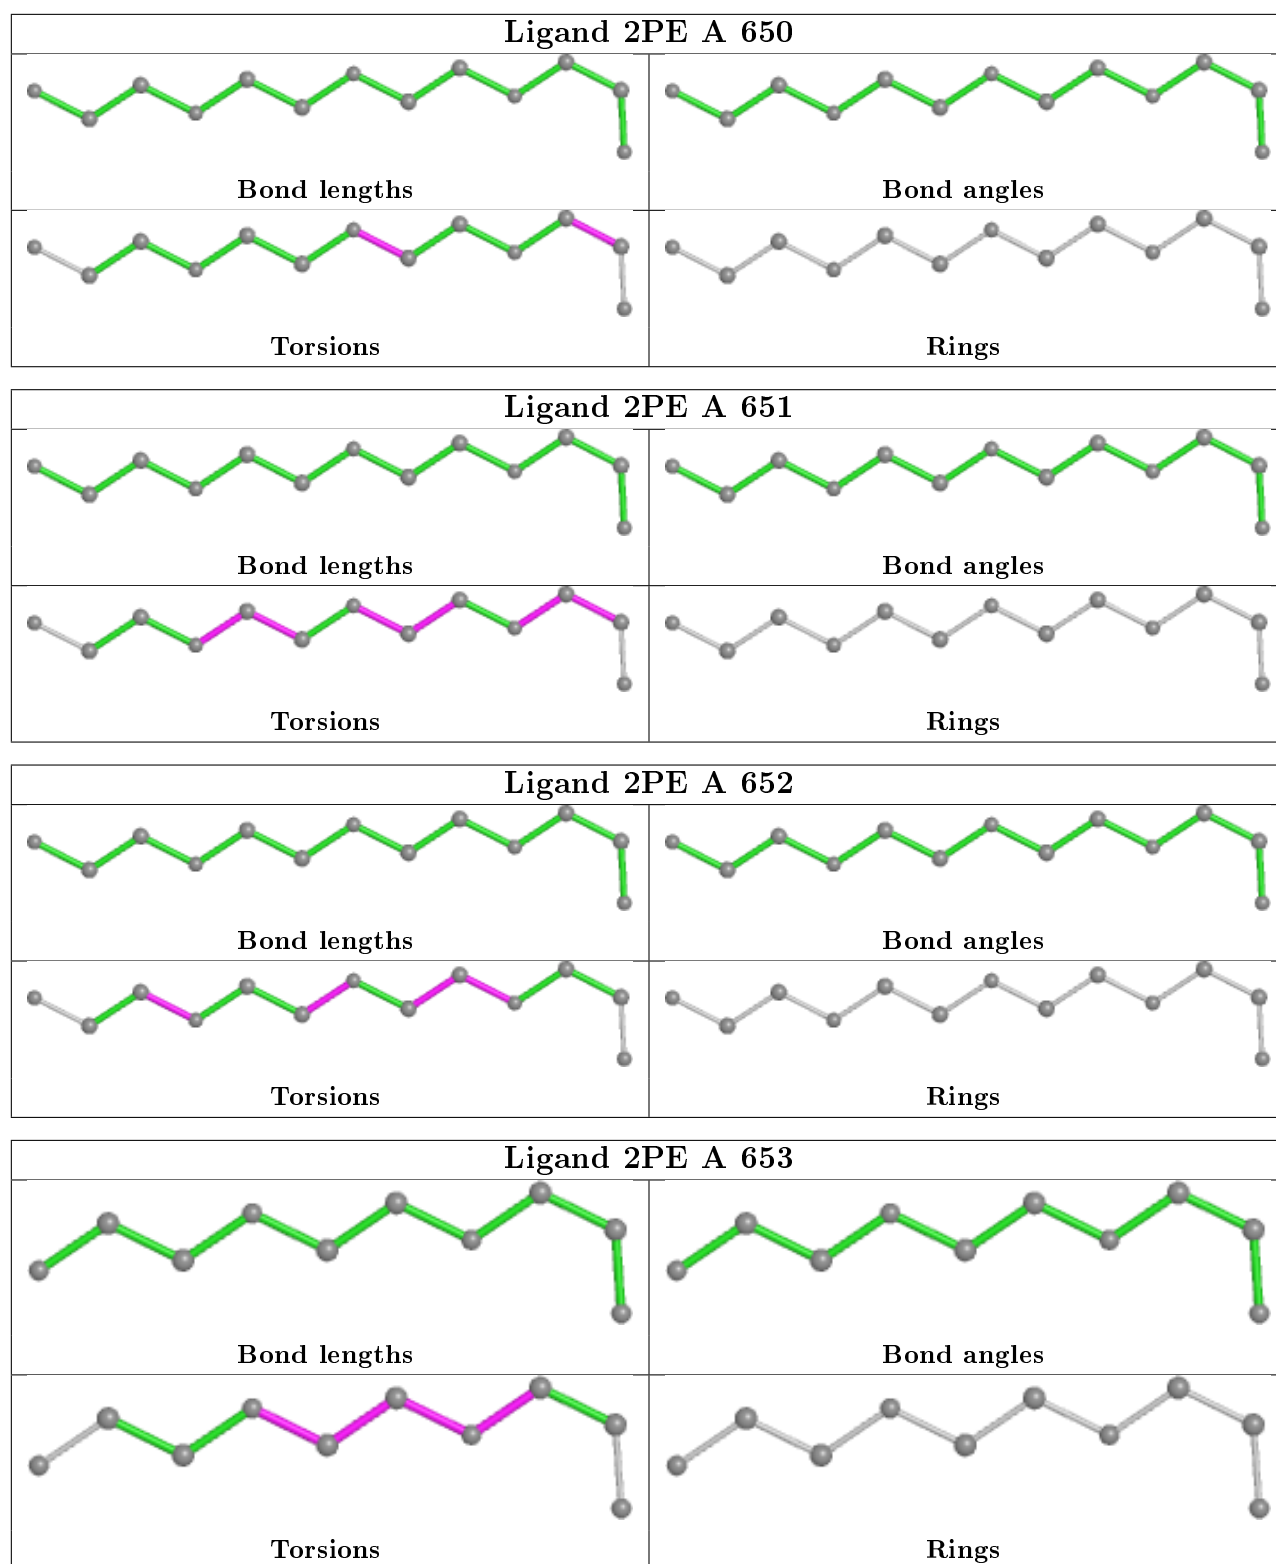 Ligand 2PE A 650
Bond lengths
Bond angles
Torsions
Rings
Ligand 2PE A 651
Bond lengths
Bond angles
Torsions
Rings
Ligand 2PE A 652
Bond lengths
Bond angles
Torsions
Rings
Ligand 2PE A 653
Bond lengths
Bond angles
Torsions
Rings